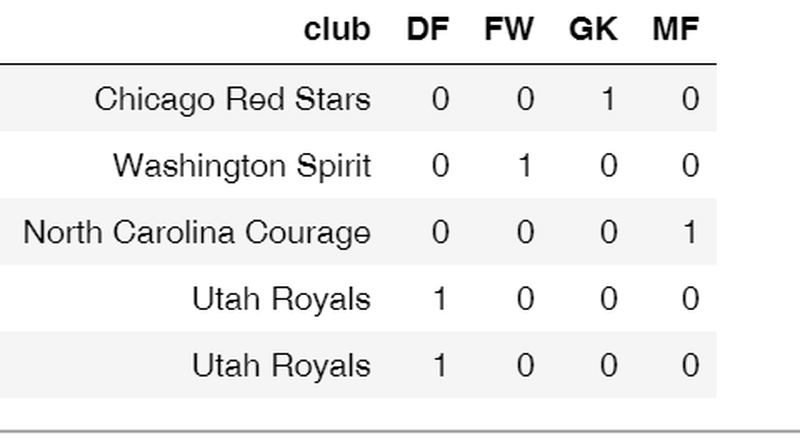 club DF FW GK MF
Chicago Red Stars 0 0 1 0
Washington Spirit 0 1 0 0
North Carolina Courage 0 0 0 1
Utah Royals 1 0 0 0
Utah Royals 1 0 0 0